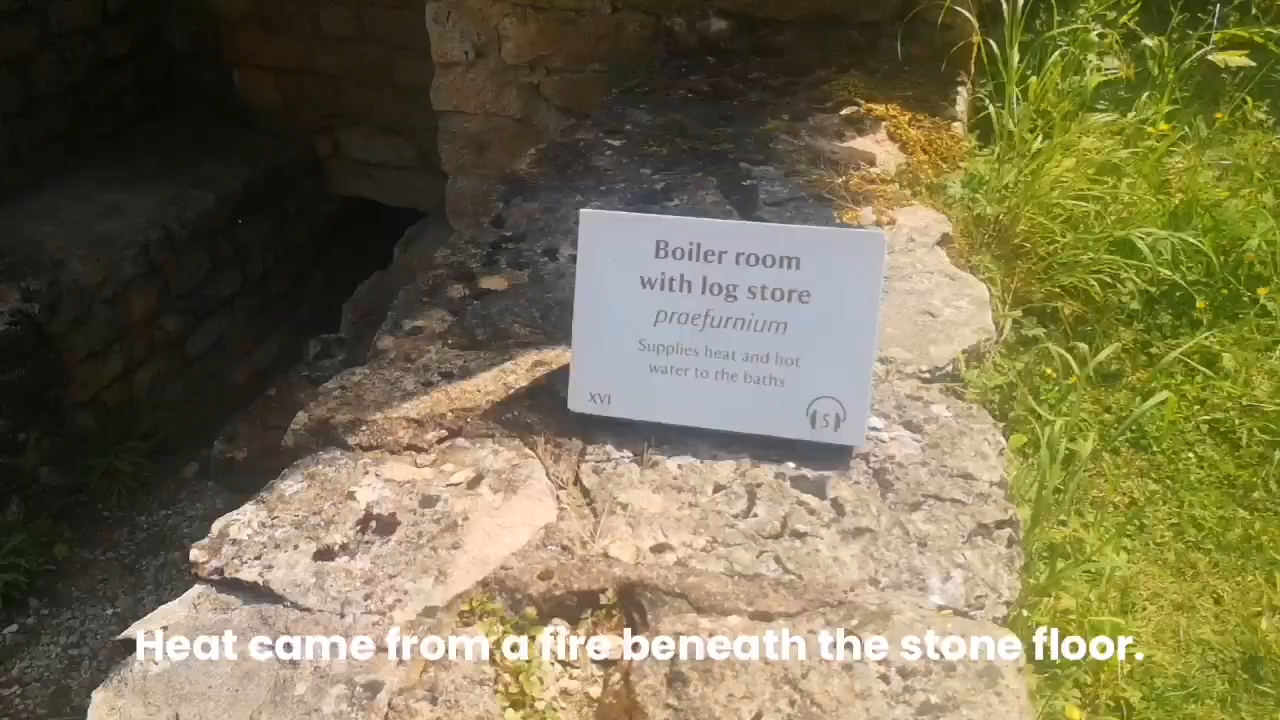 Boiler room
with log store
praefurnium
Supplies heat and hot
water to the baths
XVI
5
Heat came from a fire beneath the stone floor.